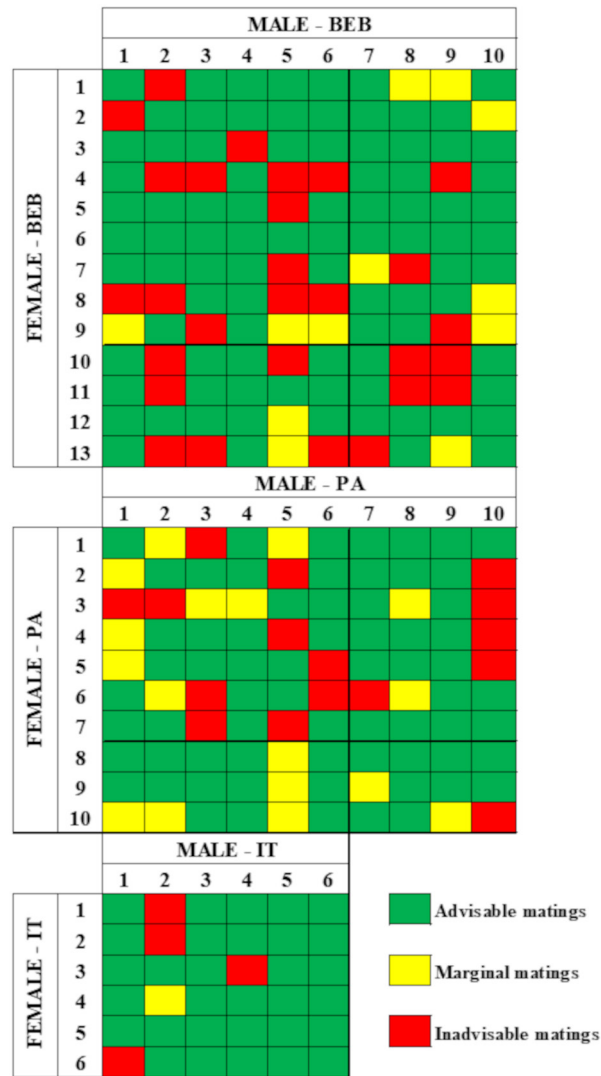 MALE - BEB
1 2 3 4 5 6 7 8 9 10
FEMALE - BEB
1
2
3
4
5
6
7
8
9
10
11
12
13
MALE - PA
1 2 3 4 5 6 7 8 9 10
FEMALE - PA
1
2
3
4
5
6
7
8
9
10
MALE - IT
1 2 3 4 5 6
FEMALE - IT
1
2
3
4
5
6
Advisable matings
Marginal matings
Inadvisable matings